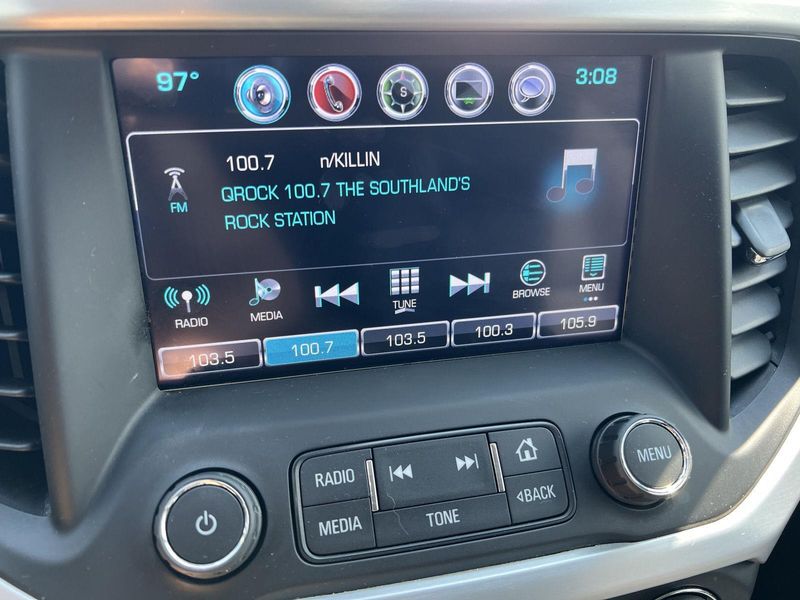 97° S 3:08
100.7 n/KILLIN
FM
QROCK 100.7 THE SOUTHLAND'S
ROCK STATION
RADIO MEDIA TUNE BROWSE MENU
103.5 100.7 103.5 100.3 105.9
RADIO
MEDIA TONE BACK
MENU